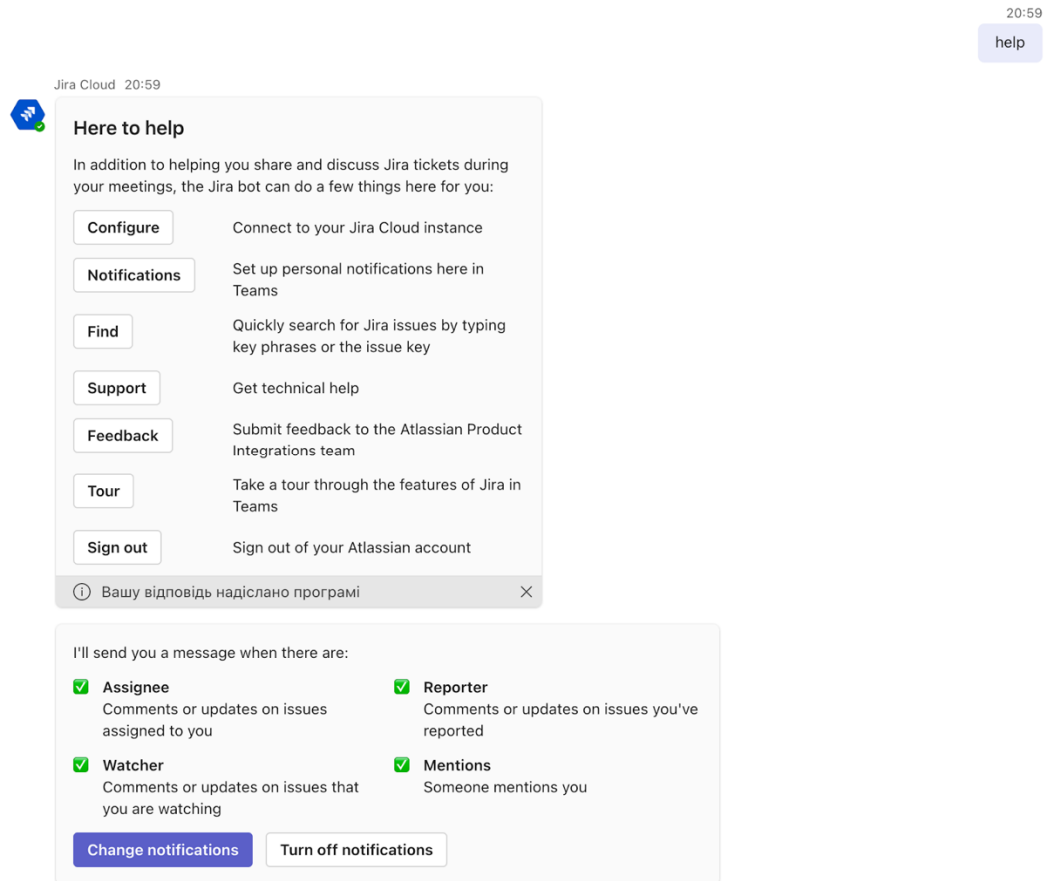 20:59
help
Jira Cloud 20:59
Here to help
In addition to helping you share and discuss Jira tickets during
your meetings, the Jira bot can do a few things here for you:
Configure
Connect to your Jira Cloud instance
Notifications
Set up personal notifications here in
Teams
Find
Quickly search for Jira issues by typing
key phrases or the issue key
Support
Get technical help
Feedback
Submit feedback to the Atlassian Product
Integrations team
Tour
Take a tour through the features of Jira in
Teams
Sign out
Sign out of your Atlassian account
Вашу відповідь надіслано програмі
I'll send you a message when there are:
Assignee
Comments or updates on issues
assigned to you
Reporter
Comments or updates on issues you've
reported
Watcher
Comments or updates on issues that
you are watching
Mentions
Someone mentions you
Change notifications
Turn off notifications